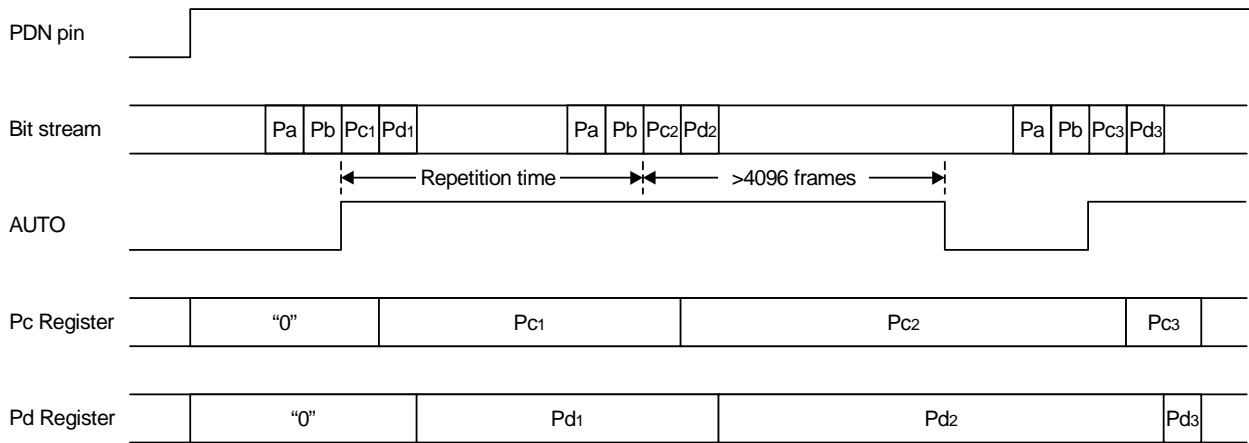 PDN pin
Bit stream Pa Pb Pc1 Pd1 Pa Pb Pc2 Pd2 Pa Pb Pc3 Pd3
Repetition time >4096 frames
AUTO
Pc Register “0” Pc1 Pc2 Pc3
Pd Register “0” Pd1 Pd2 Pd3